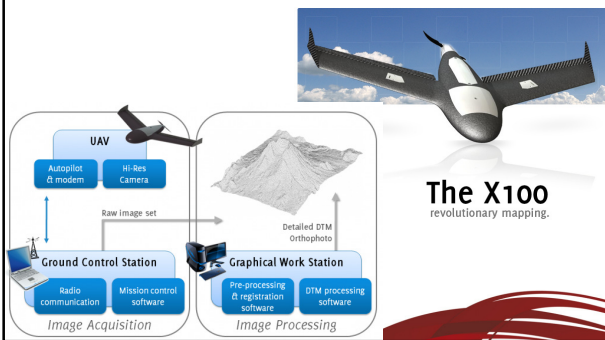 UAV
Autopilot
& modem
Hi-Res
Camera
Raw image set
Ground Control Station
Radio
communication
Mission control
software
Image Acquisition
Detailed DTM
Orthophoto
Graphical Work Station
Pre-processing
& registration
software
DTM processing
software
Image Processing
The X100
revolutionary mapping.